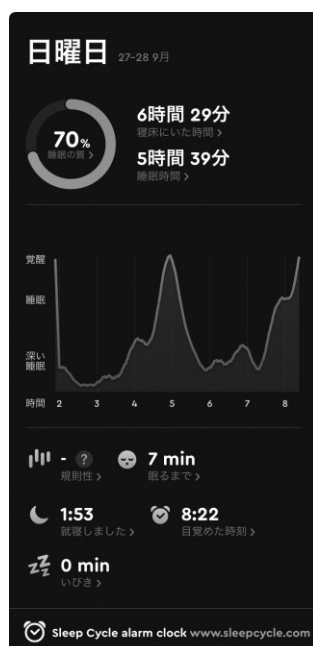 日曜日 27–28 9月
70%
睡眠の質 >
6時間 29分
寝床にいた時間 >
5時間 39分
睡眠時間 >
覚醒
睡眠
深い
睡眠
時間 2 3 4 5 6 7 8
- ?
規則性 >
7 min
眠るまで >
1:53
就寝しました >
8:22
目覚めた時刻 >
0 min
いびき >
Sleep Cycle alarm clock www.sleepcycle.com